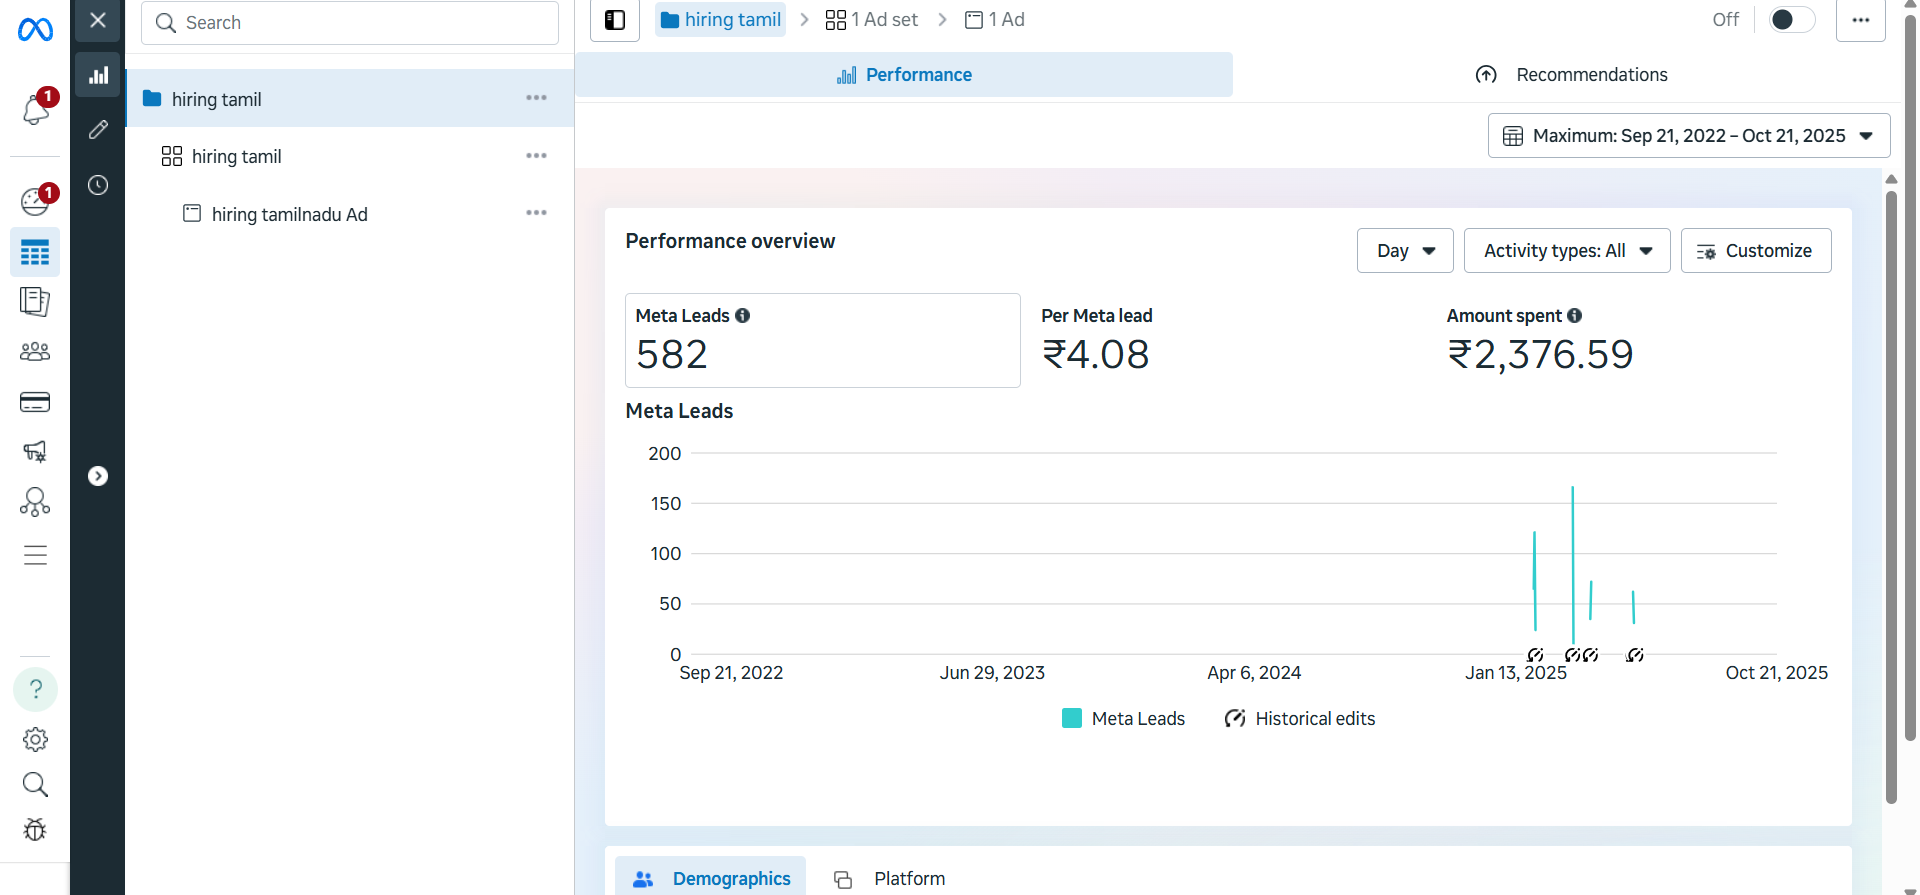 Search
hiring tamil
1 Ad set
1 Ad
Off
1
Performance
Recommendations
hiring tamil
Maximum: Sep 21, 2022 – Oct 21, 2025
hiring tamil
1
hiring tamilnadu Ad
Performance overview
Day
Activity types: All
Customize
Meta Leads
582
Per Meta lead
₹4.08
Amount spent
₹2,376.59
Meta Leads
200
150
100
50
0
Sep 21, 2022
Jun 29, 2023
Apr 6, 2024
Jan 13, 2025
Oct 21, 2025
Meta Leads
Historical edits
Demographics
Platform